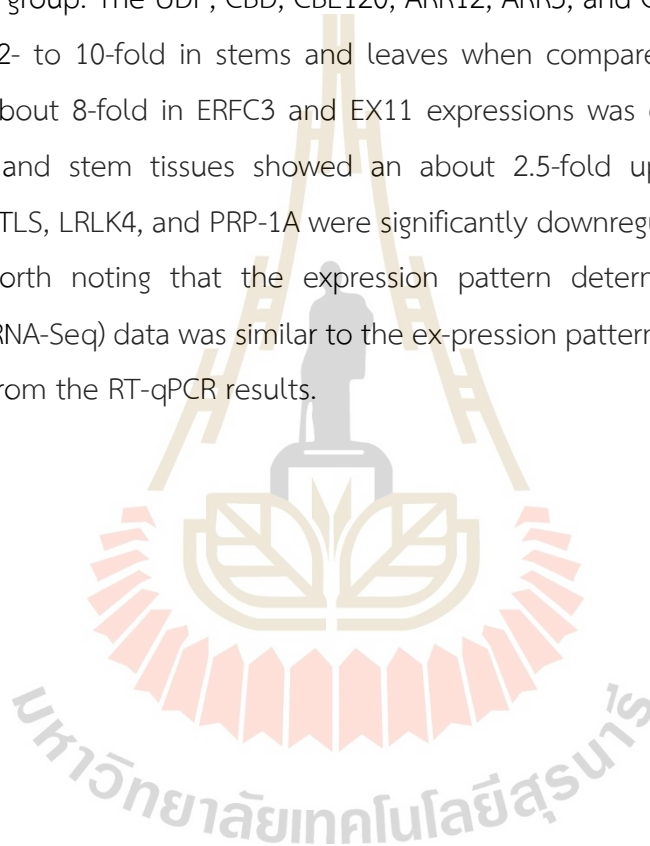 group. The UDP, CBD, CBE120, ARR12, ARR5, and
2- to 10-fold in stems and leaves when compare
bout 8-fold in ERFC3 and EX11 expressions was
and stem tissues showed an about 2.5-fold up
TLS, LRLK4, and PRP-1A were significantly downregu
orth noting that the expression pattern deter
RNA-Seq) data was similar to the ex-pression pattern
rom the RT-qPCR results.
มหาวิทยาลัยเทคโนโลยีสุรนารี